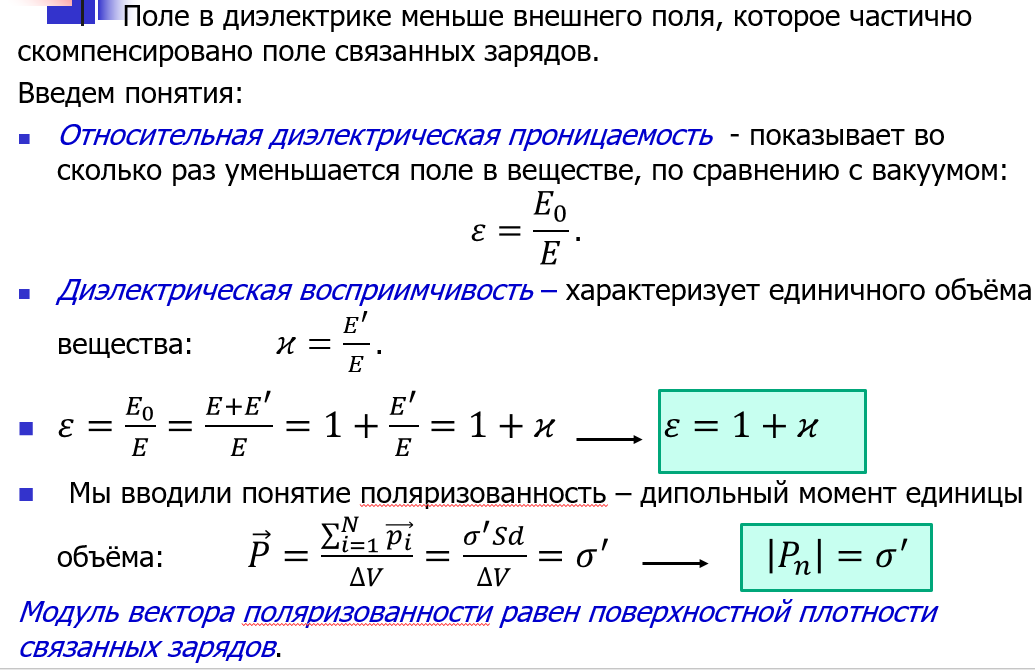 Поле в диэлектрике меньше внешнего поля, которое частично
скомпенсировано поле связанных зарядов.
Введем понятия:
▪ Относительная диэлектрическая проницаемость - показывает во
сколько раз уменьшается поле в веществе, по сравнению с вакуумом:
ε = E₀/E.
▪ Диэлектрическая восприимчивость – характеризует единичного объёма
вещества: ϰ = E′/E.
▪ ε = E₀/E = (E+E′)/E = 1 + E′/E = 1 + ϰ → ε = 1 + ϰ
▪ Мы вводили понятие поляризованность – дипольный момент единицы
объёма: P⃗ = (∑ᵢ₌₁ᴺ p⃗ᵢ)/ΔV = σ′Sd/ΔV = σ′ → |Pₙ| = σ′
Модуль вектора поляризованности равен поверхностной плотности
связанных зарядов.